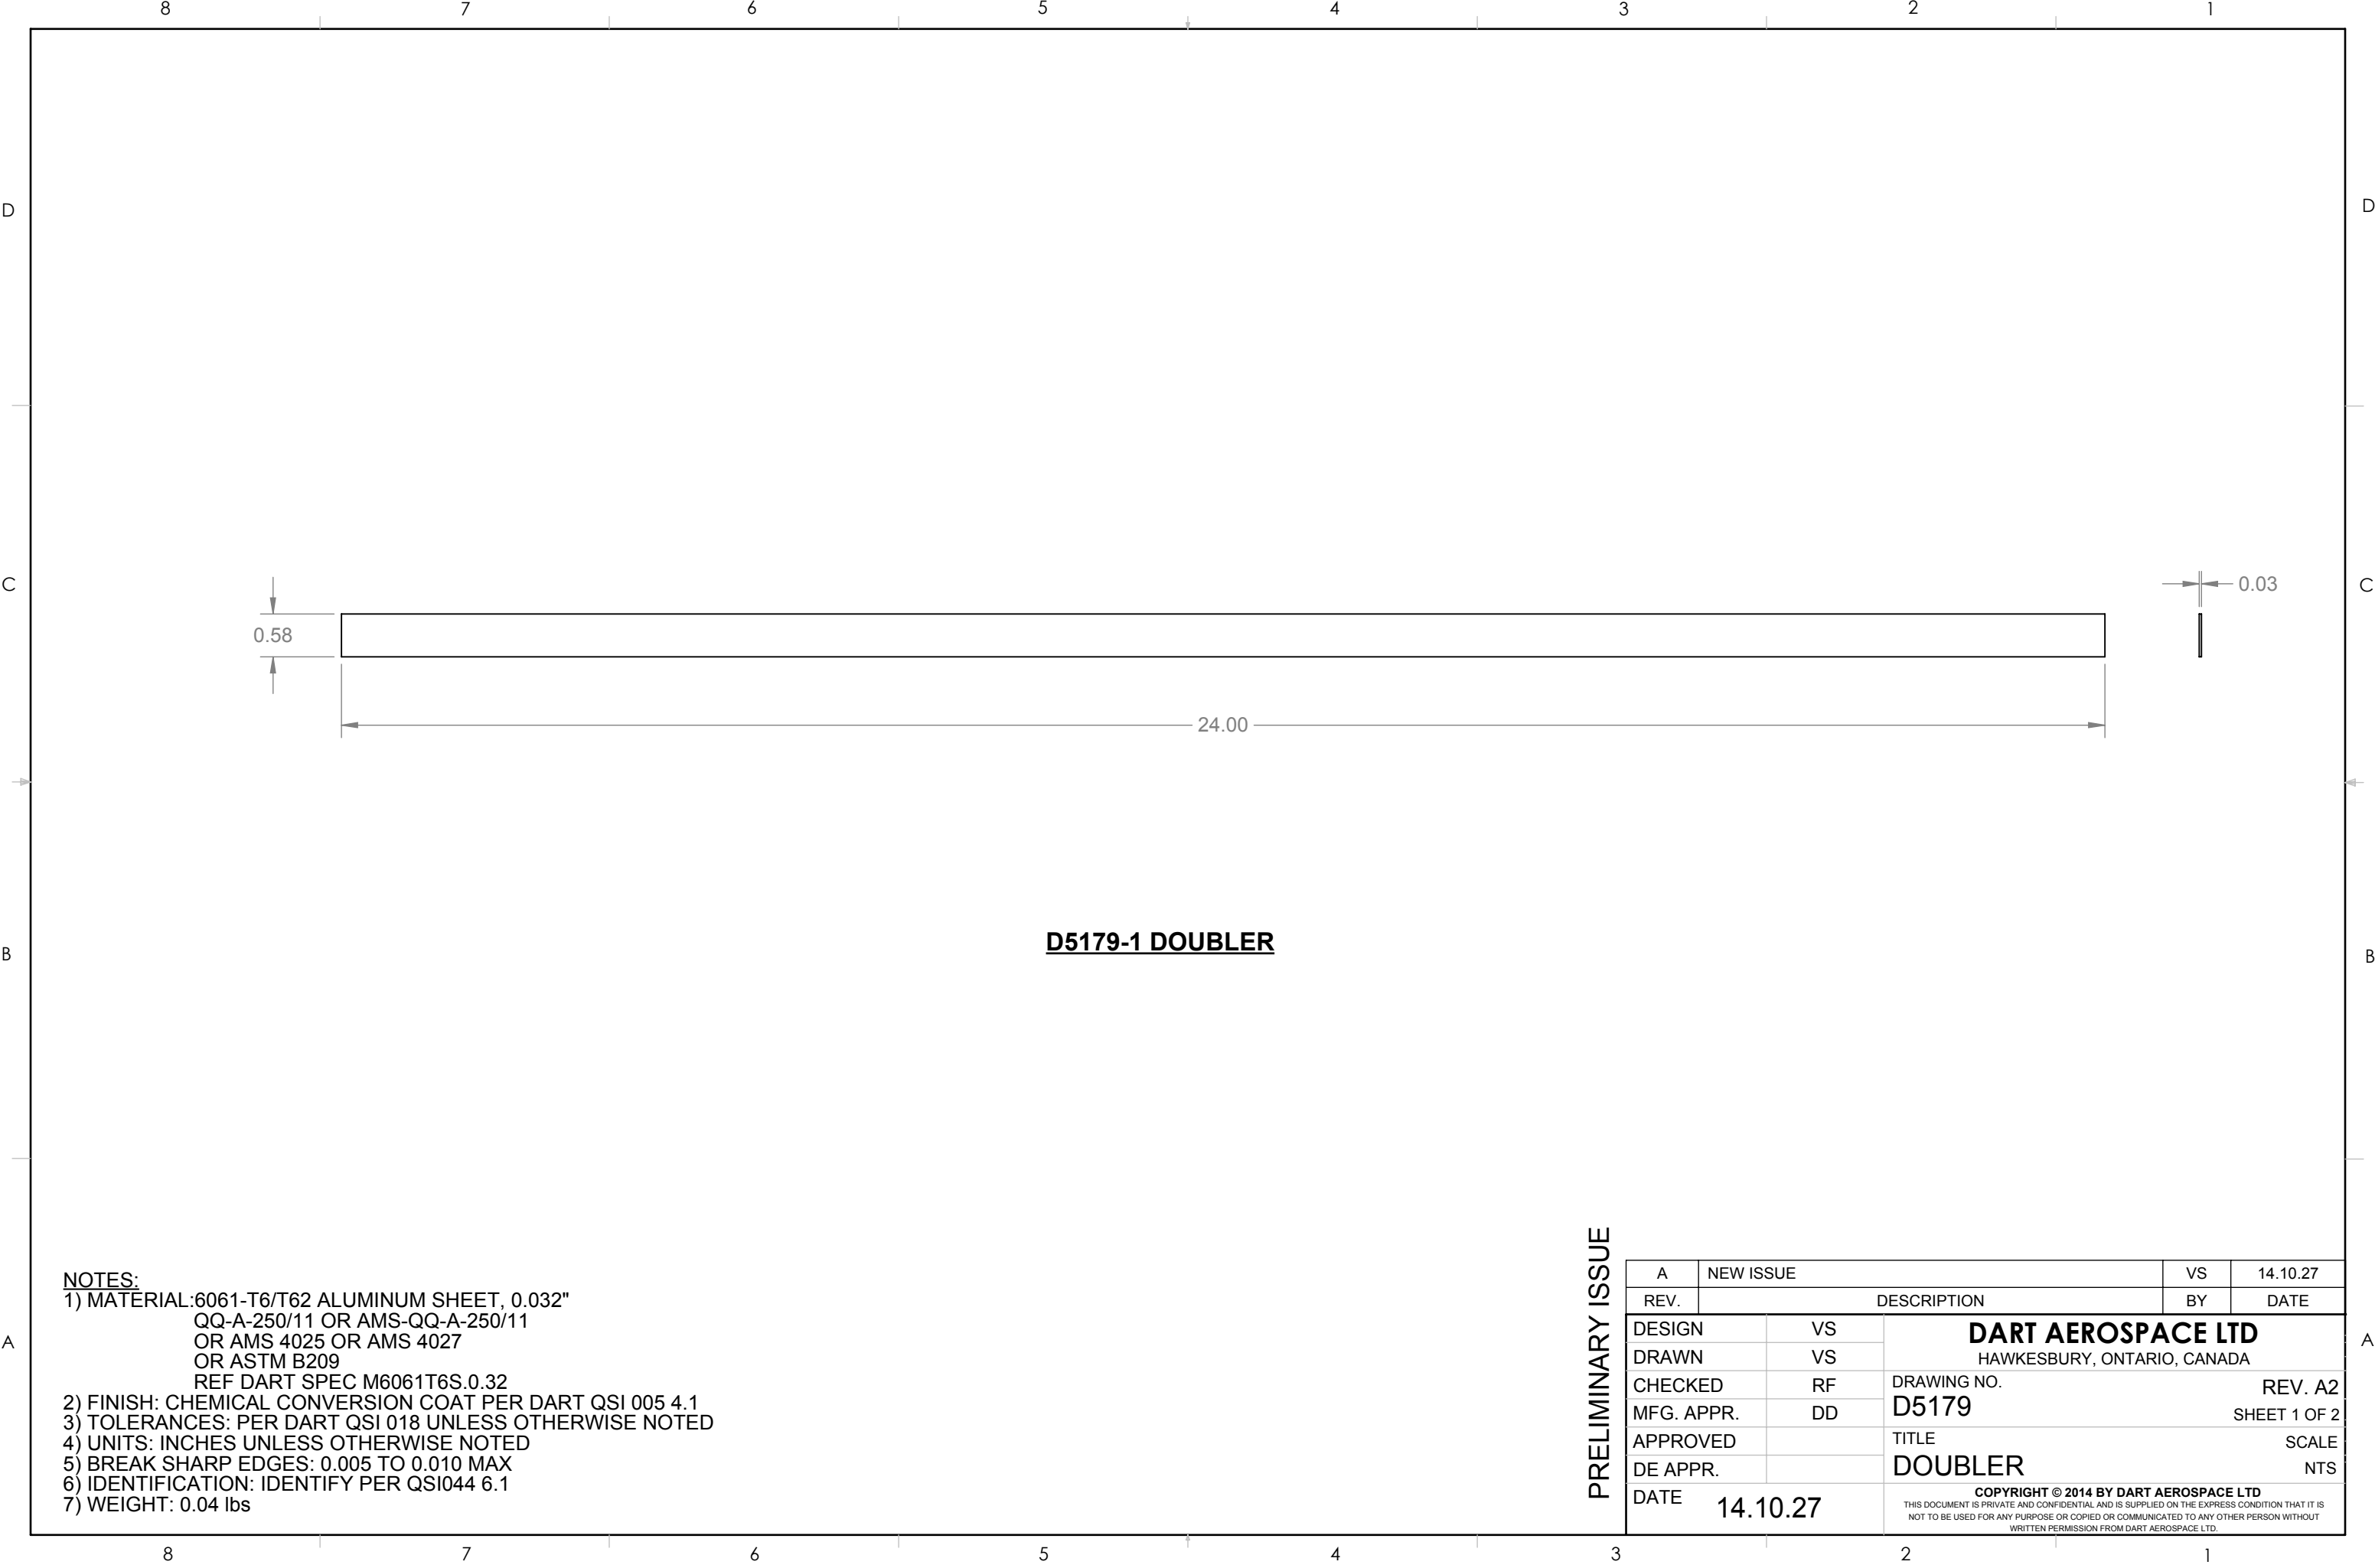 8 7 6 5 4 3 2 1
D D
C C
0.58
0.03
24.00
D5179-1 DOUBLER
B B
A A
NOTES:
1) MATERIAL:6061-T6/T62 ALUMINUM SHEET, 0.032"
QQ-A-250/11 OR AMS-QQ-A-250/11
OR AMS 4025 OR AMS 4027
OR ASTM B209
REF DART SPEC M6061T6S.0.32
2) FINISH: CHEMICAL CONVERSION COAT PER DART QSI 005 4.1
3) TOLERANCES: PER DART QSI 018 UNLESS OTHERWISE NOTED
4) UNITS: INCHES UNLESS OTHERWISE NOTED
5) BREAK SHARP EDGES: 0.005 TO 0.010 MAX
6) IDENTIFICATION: IDENTIFY PER QSI044 6.1
7) WEIGHT: 0.04 lbs
PRELIMINARY ISSUE
A NEW ISSUE VS 14.10.27
REV. DESCRIPTION BY DATE
DESIGN VS
DRAWN VS
CHECKED RF
MFG. APPR. DD
APPROVED
DE APPR.
DATE 14.10.27
DART AEROSPACE LTD
HAWKESBURY, ONTARIO, CANADA
DRAWING NO. REV. A2
D5179 SHEET 1 OF 2
TITLE SCALE
DOUBLER NTS
COPYRIGHT © 2014 BY DART AEROSPACE LTD
THIS DOCUMENT IS PRIVATE AND CONFIDENTIAL AND IS SUPPLIED ON THE EXPRESS CONDITION THAT IT IS
NOT TO BE USED FOR ANY PURPOSE OR COPIED OR COMMUNICATED TO ANY OTHER PERSON WITHOUT
WRITTEN PERMISSION FROM DART AEROSPACE LTD.
8 7 6 5 4 3 2 1